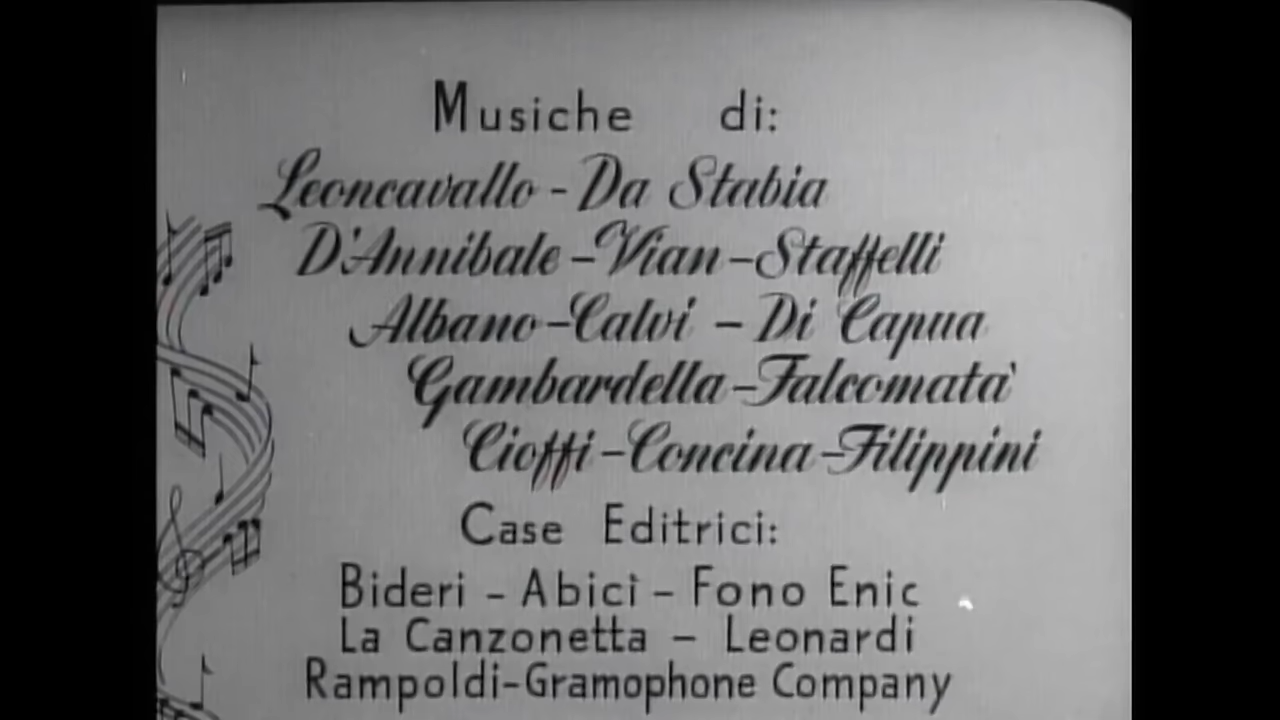 Musiche di:
Leoncavallo - Da Stabia
D'Annibale - Vian - Staffelli
Albano - Calvi - Di Capua
Gambardella - Falcomatà
Cioffi - Concina - Filippini
Case Editrici:
Bideri - Abici - Fono Enic
La Canzonetta - Leonardi
Rampoldi - Gramophone Company